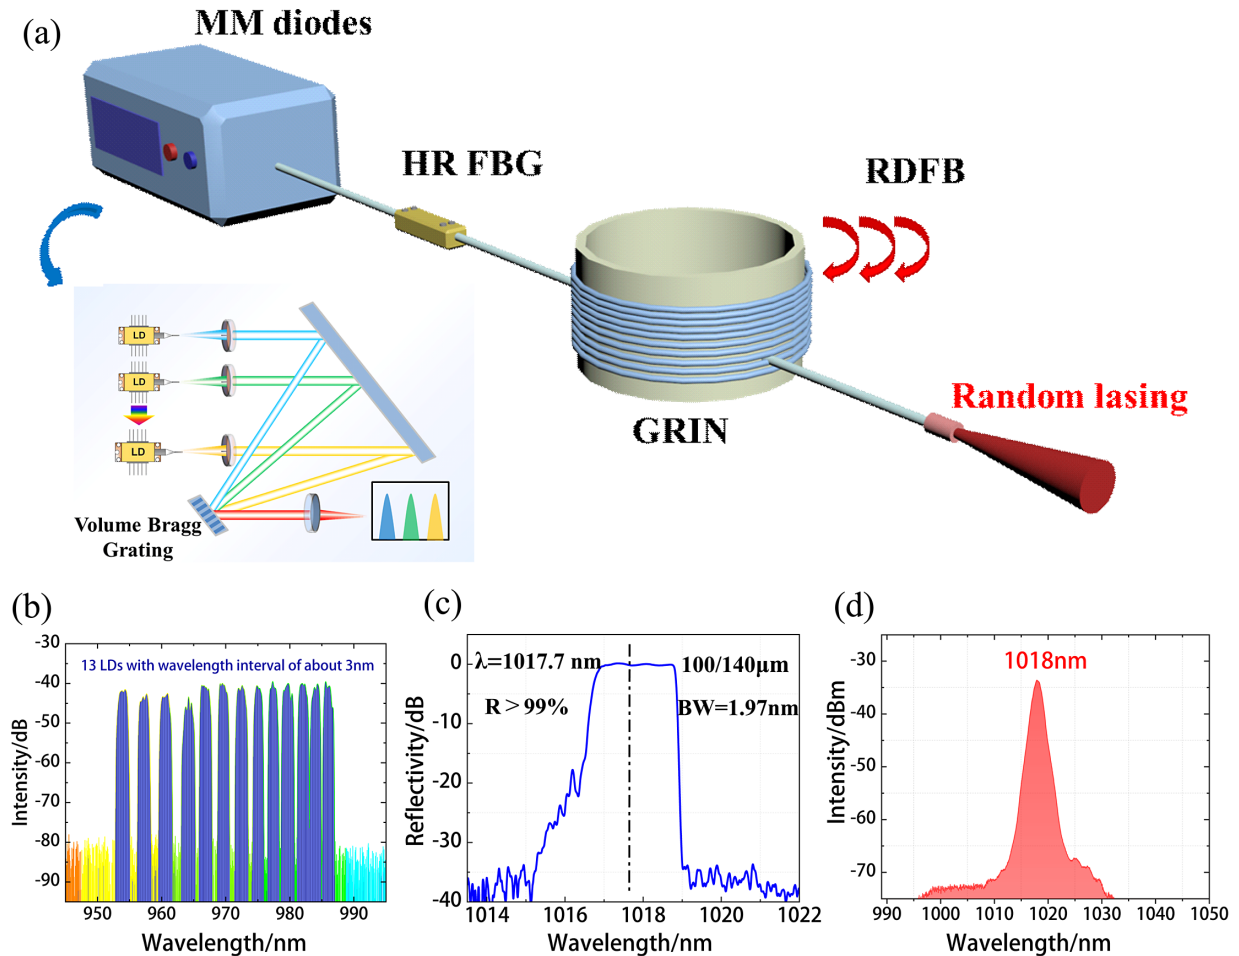 (a)
MM diodes
HR FBG
RDFB
LD
LD
LD
Volume Bragg
Grating
GRIN
Random lasing
(b)
-30
-40
-50
-60
-70
-80
-90
13 LDs with wavelength interval of about 3nm
Intensity/dB
950 960 970 980 990
Wavelength/nm
(c)
0
-10
-20
-30
-40
λ=1017.7 nm
100/140μm
R＞99%
BW=1.97nm
Reflectivity/dB
1014 1016 1018 1020 1022
Wavelength/nm
(d)
-30
-40
-50
-60
-70
1018nm
Intensity/dBm
990 1000 1010 1020 1030 1040 1050
Wavelength/nm